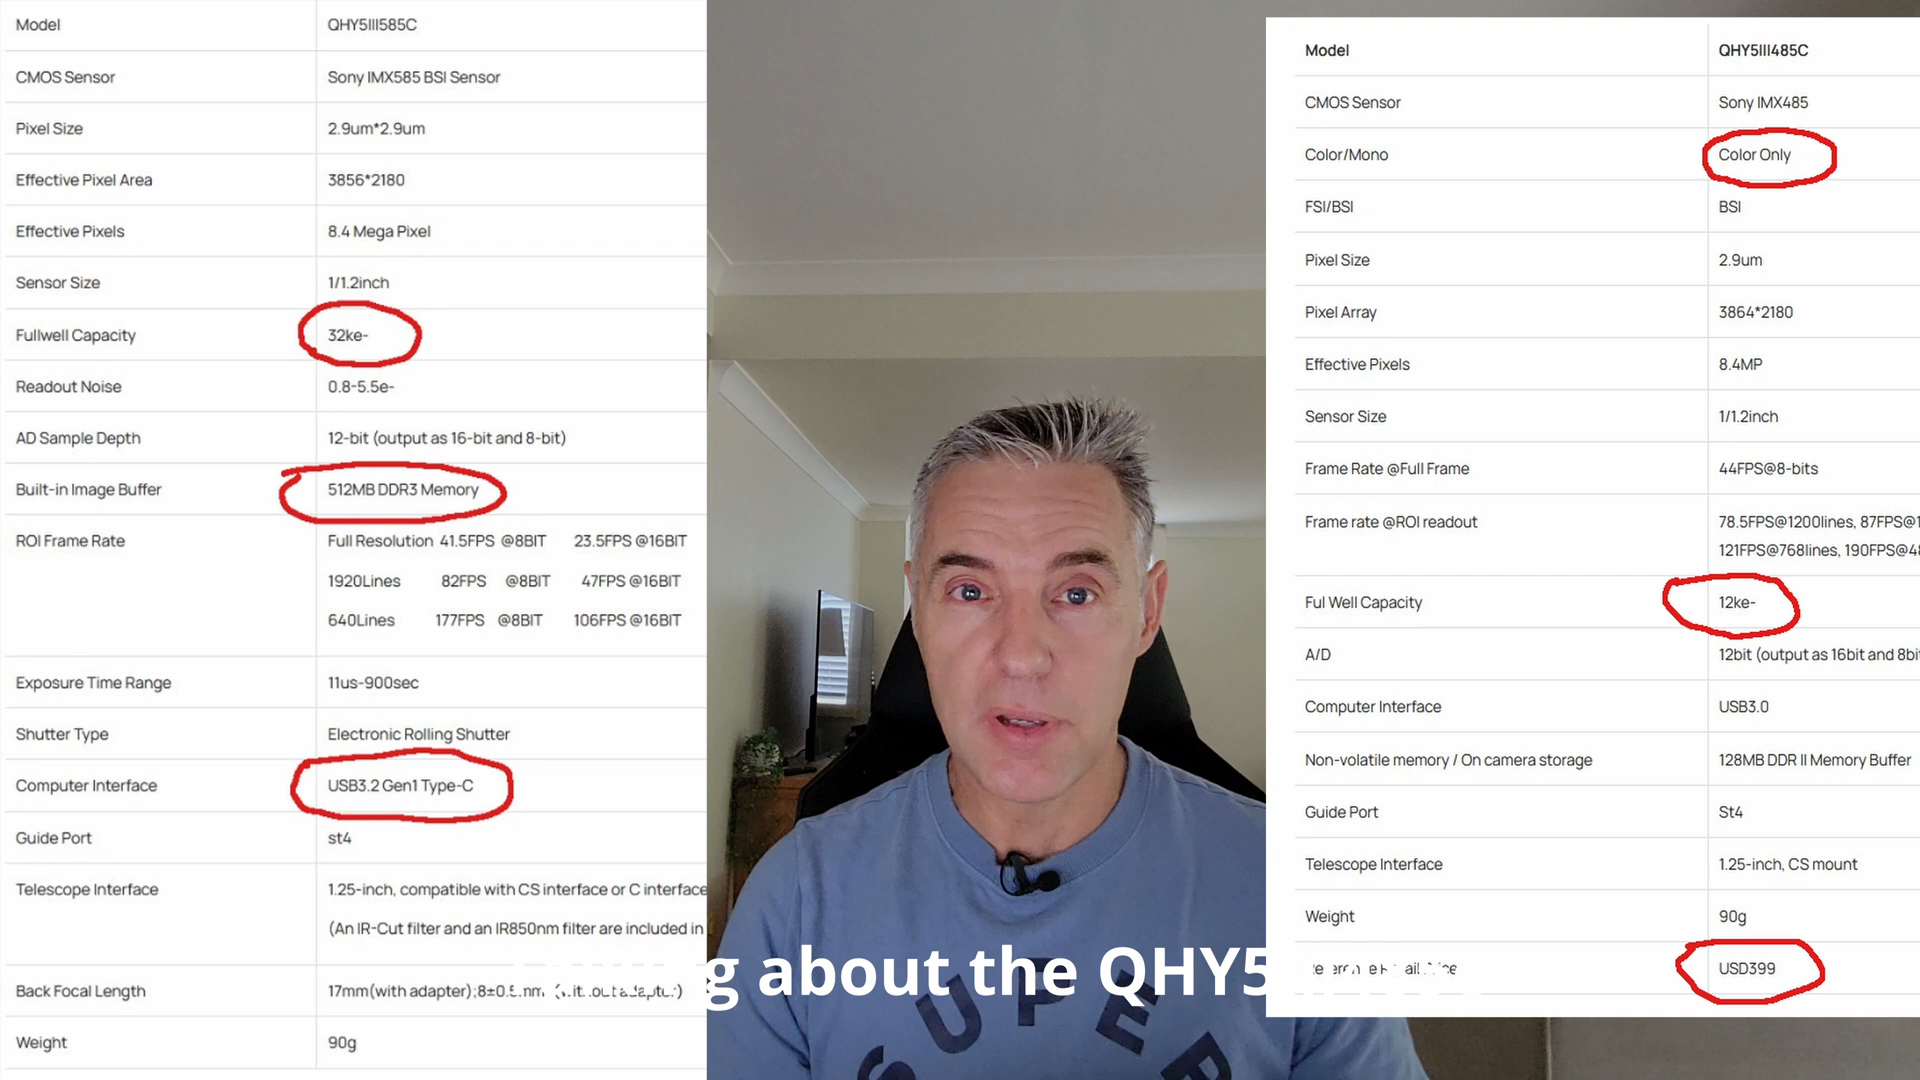 Model QHY5III585C
CMOS Sensor Sony IMX585 BSI Sensor
Pixel Size 2.9um*2.9um
Effective Pixel Area 3856*2180
Effective Pixels 8.4 Mega Pixel
Sensor Size 1/1.2inch
Fullwell Capacity 32ke-
Readout Noise 0.8-5.5e-
AD Sample Depth 12-bit (output as 16-bit and 8-bit)
Built-in Image Buffer 512MB DDR3 Memory
ROI Frame Rate Full Resolution 41.5FPS @8BIT 23.5FPS @16BIT
1920Lines 82FPS @8BIT 47FPS @16BIT
640Lines 177FPS @8BIT 106FPS @16BIT
Exposure Time Range 11us-900sec
Shutter Type Electronic Rolling Shutter
Computer Interface USB3.2 Gen1 Type-C
Guide Port st4
Telescope Interface 1.25-inch, compatible with CS interface or C interface
(An IR-Cut filter and an IR850nm filter are included in
Back Focal Length 17mm(with adapter);
Weight 90g
Model QHY5III485C
CMOS Sensor Sony IMX485
Color/Mono Color Only
FSI/BSI BSI
Pixel Size 2.9um
Pixel Array 3864*2180
Effective Pixels 8.4MP
Sensor Size 1/1.2inch
Frame Rate @Full Frame 44FPS@8-bits
Frame rate @ROI readout 78.5FPS@1200lines, 87FPS@1
121FPS@768lines, 190FPS@48
Ful Well Capacity 12ke-
A/D 12bit (output as 16bit and 8bi
Computer Interface USB3.0
Non-volatile memory / On camera storage 128MB DDR II Memory Buffer
Guide Port St4
Telescope Interface 1.25-inch, CS mount
Weight 90g
USD399
about the QHY5
SUPER